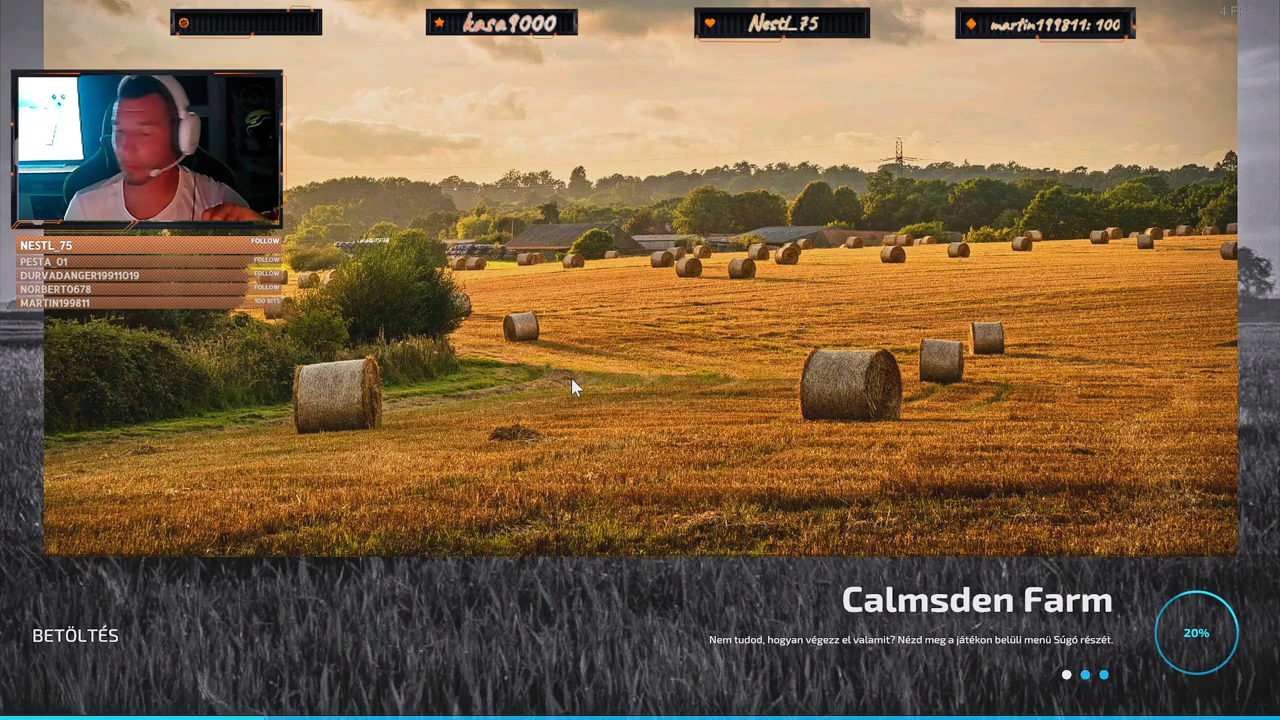 kasa9000
Nestl_75
martin199811: 100
NESTL_75 FOLLOW
PESTA_01 FOLLOW
DURVADANGER19911019 FOLLOW
NORBERT0678 FOLLOW
MARTIN199811 100 BITS
Calmsden Farm
BETÖLTÉS
Nem tudod, hogyan végezz el valamit? Nézd meg a játékon belüli menü Súgó részét.
20%